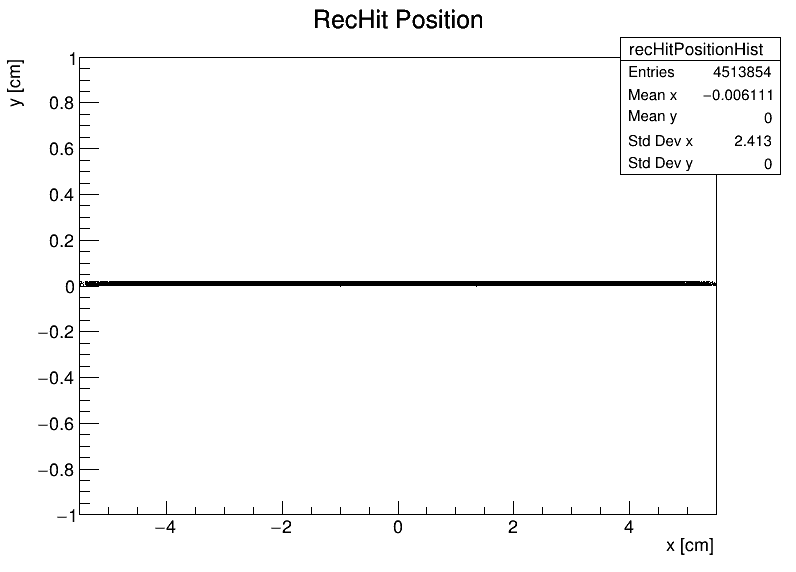 RecHit Position
recHitPositionHist
Entries 4513854
Mean x −0.006111
Mean y 0
Std Dev x 2.413
Std Dev y 0
y [cm]
1
0.8
0.6
0.4
0.2
0
−0.2
−0.4
−0.6
−0.8
−1
−4 −2 0 2 4
x [cm]